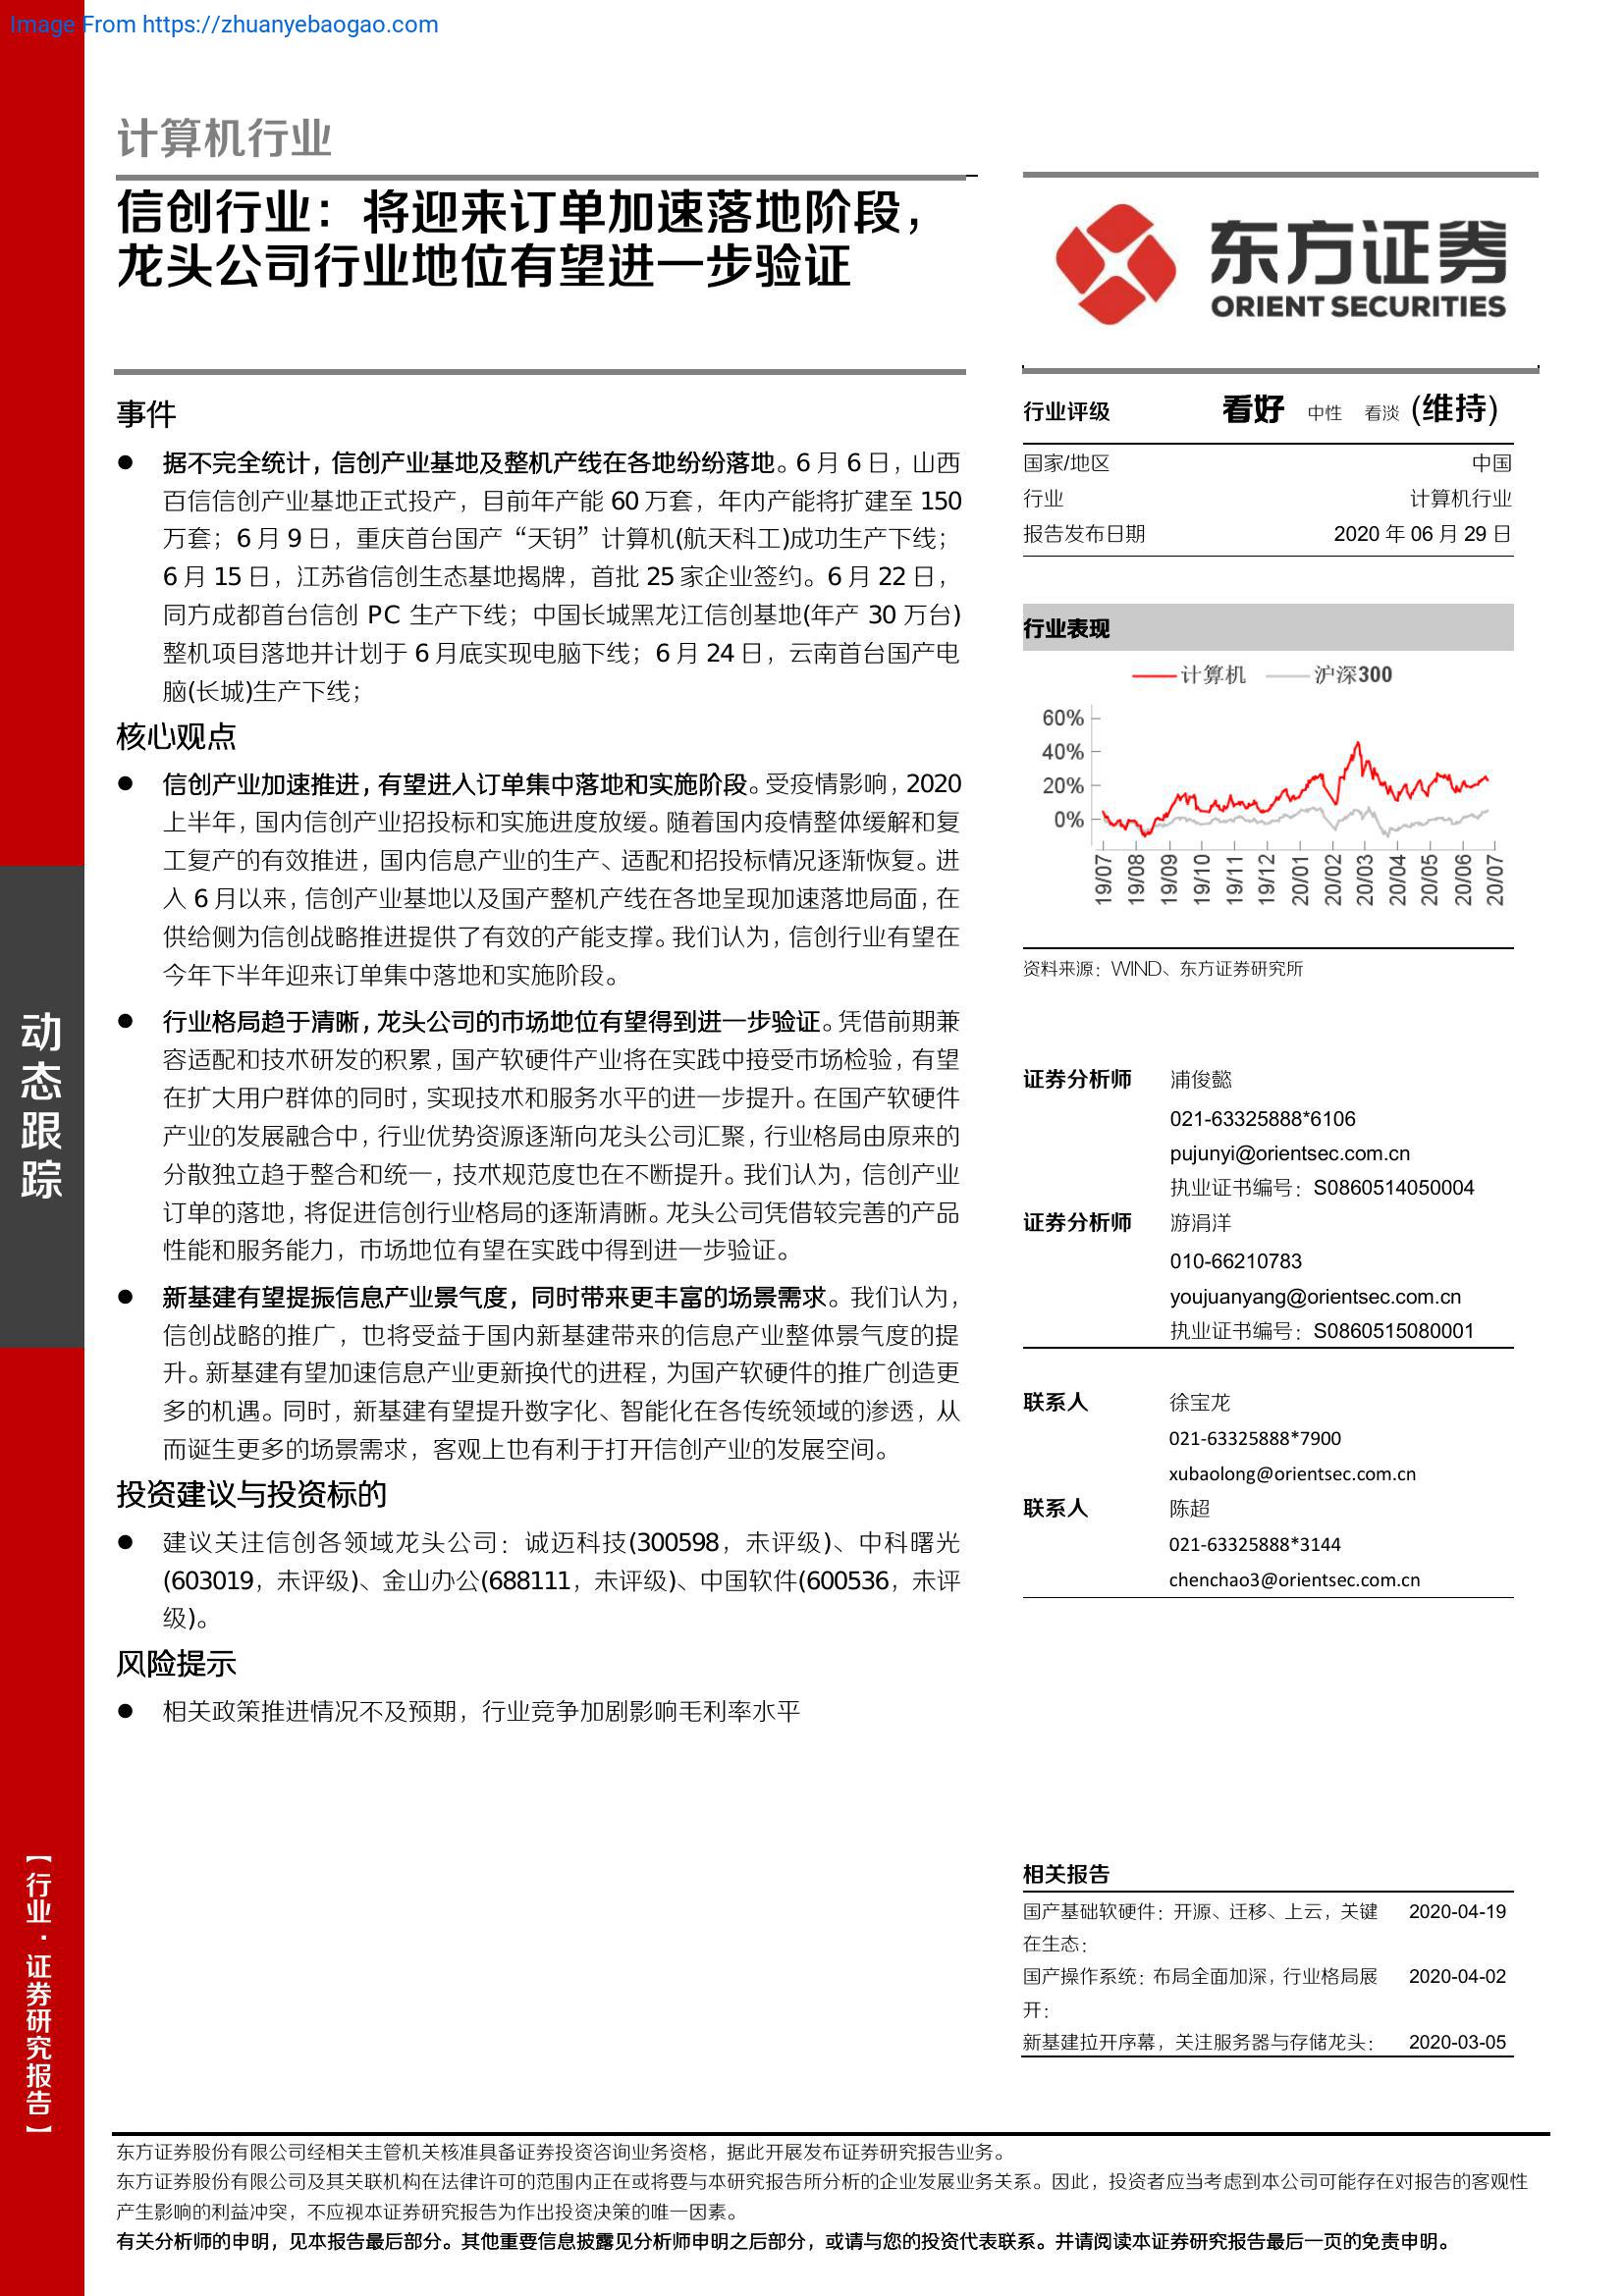 Image From https://zhuanyebaogao.com
计算机行业
信创行业：将迎来订单加速落地阶段，
龙头公司行业地位有望进一步验证
东方证券
ORIENT SECURITIES
事件
● 据不完全统计，信创产业基地及整机产线在各地纷纷落地。6 月 6 日，山西
百信信创产业基地正式投产，目前年产能 60 万套，年内产能将扩建至 150
万套；6 月 9 日，重庆首台国产“天钥”计算机(航天科工)成功生产下线；
6 月 15 日，江苏省信创生态基地揭牌，首批 25 家企业签约。6 月 22 日，
同方成都首台信创 PC 生产下线；中国长城黑龙江信创基地(年产 30 万台)
整机项目落地并计划于 6 月底实现电脑下线；6 月 24 日，云南首台国产电
脑(长城)生产下线；
核心观点
● 信创产业加速推进，有望进入订单集中落地和实施阶段。受疫情影响，2020
上半年，国内信创产业招投标和实施进度放缓。随着国内疫情整体缓解和复
工复产的有效推进，国内信息产业的生产、适配和招投标情况逐渐恢复。进
入 6 月以来，信创产业基地以及国产整机产线在各地呈现加速落地局面，在
供给侧为信创战略推进提供了有效的产能支撑。我们认为，信创行业有望在
今年下半年迎来订单集中落地和实施阶段。
● 行业格局趋于清晰，龙头公司的市场地位有望得到进一步验证。凭借前期兼
容适配和技术研发的积累，国产软硬件产业将在实践中接受市场检验，有望
在扩大用户群体的同时，实现技术和服务水平的进一步提升。在国产软硬件
产业的发展融合中，行业优势资源逐渐向龙头公司汇聚，行业格局由原来的
分散独立趋于整合和统一，技术规范度也在不断提升。我们认为，信创产业
订单的落地，将促进信创行业格局的逐渐清晰。龙头公司凭借较完善的产品
性能和服务能力，市场地位有望在实践中得到进一步验证。
● 新基建有望提振信息产业景气度，同时带来更丰富的场景需求。我们认为，
信创战略的推广，也将受益于国内新基建带来的信息产业整体景气度的提
升。新基建有望加速信息产业更新换代的进程，为国产软硬件的推广创造更
多的机遇。同时，新基建有望提升数字化、智能化在各传统领域的渗透，从
而诞生更多的场景需求，客观上也有利于打开信创产业的发展空间。
投资建议与投资标的
● 建议关注信创各领域龙头公司：诚迈科技(300598，未评级)、中科曙光
(603019，未评级)、金山办公(688111，未评级)、中国软件(600536，未评
级)。
风险提示
● 相关政策推进情况不及预期，行业竞争加剧影响毛利率水平
行业评级 看好 中性 看淡 (维持)
国家/地区 中国
行业 计算机行业
报告发布日期 2020 年 06 月 29 日
行业表现
计算机 沪深300
60%
40%
20%
0%
19/07 19/08 19/09 19/10 19/11 19/12 20/01 20/02 20/03 20/04 20/05 20/06 20/07
资料来源：WIND、东方证券研究所
证券分析师 浦俊懿
021-63325888*6106
pujunyi@orientsec.com.cn
执业证书编号：S0860514050004
证券分析师 游涓洋
010-66210783
youjuanyang@orientsec.com.cn
执业证书编号：S0860515080001
联系人 徐宝龙
021-63325888*7900
xubaolong@orientsec.com.cn
联系人 陈超
021-63325888*3144
chenchao3@orientsec.com.cn
相关报告
国产基础软硬件：开源、迁移、上云，关键 2020-04-19
在生态：
国产操作系统：布局全面加深，行业格局展 2020-04-02
开：
新基建拉开序幕，关注服务器与存储龙头： 2020-03-05
动态跟踪
【行业·证券研究报告】
东方证券股份有限公司经相关主管机关核准具备证券投资咨询业务资格，据此开展发布证券研究报告业务。
东方证券股份有限公司及其关联机构在法律许可的范围内正在或将要与本研究报告所分析的企业发展业务关系。因此，投资者应当考虑到本公司可能存在对报告的客观性
产生影响的利益冲突，不应视本证券研究报告为作出投资决策的唯一因素。
有关分析师的申明，见本报告最后部分。其他重要信息披露见分析师申明之后部分，或请与您的投资代表联系。并请阅读本证券研究报告最后一页的免责申明。